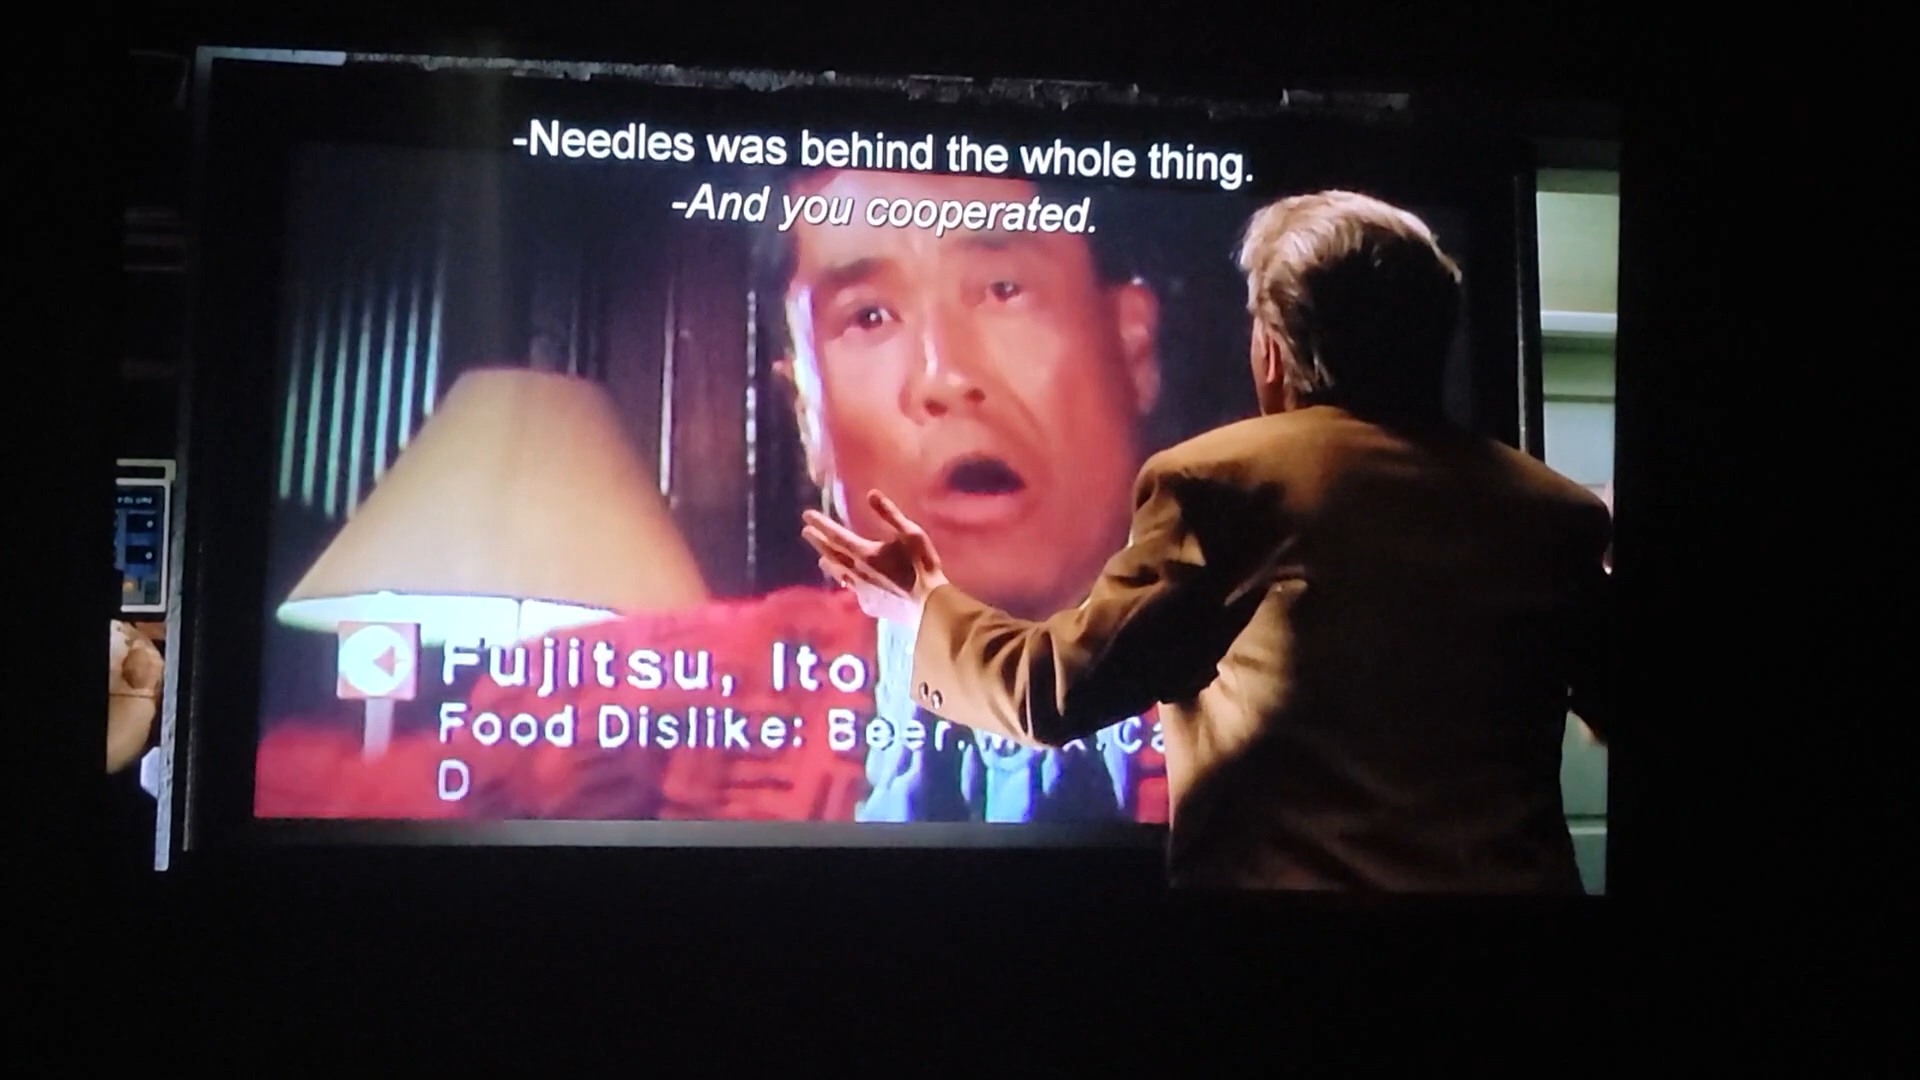 -Needles was behind the whole thing.
-And you cooperated.
Fujitsu, Ito
Food Dislike: Beer,
D